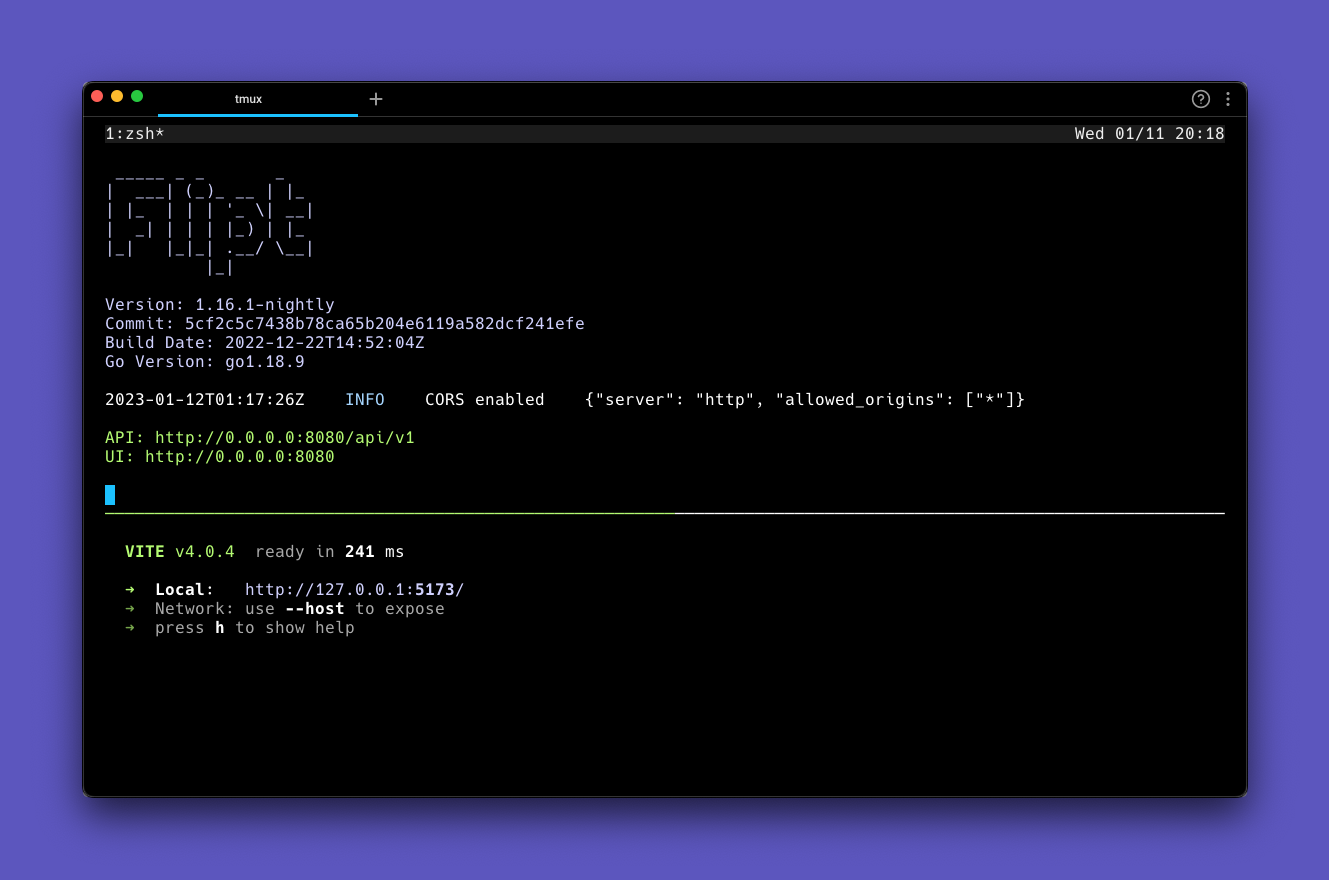 tmux
1:zsh* Wed 01/11 20:18
 _____ _ _       _
|  ___| (_)_ __ | |_
| |_  | | | '_ \| __|
|  _| | | | |_) | |_
|_|   |_|_| .__/ \__|
          |_|
Version: 1.16.1-nightly
Commit: 5cf2c5c7438b78ca65b204e6119a582dcf241efe
Build Date: 2022-12-22T14:52:04Z
Go Version: go1.18.9
2023-01-12T01:17:26Z    INFO    CORS enabled    {"server": "http", "allowed_origins": ["*"]}
API: http://0.0.0.0:8080/api/v1
UI: http://0.0.0.0:8080
VITE v4.0.4  ready in 241 ms
➜  Local:   http://127.0.0.1:5173/
➜  Network: use --host to expose
➜  press h to show help